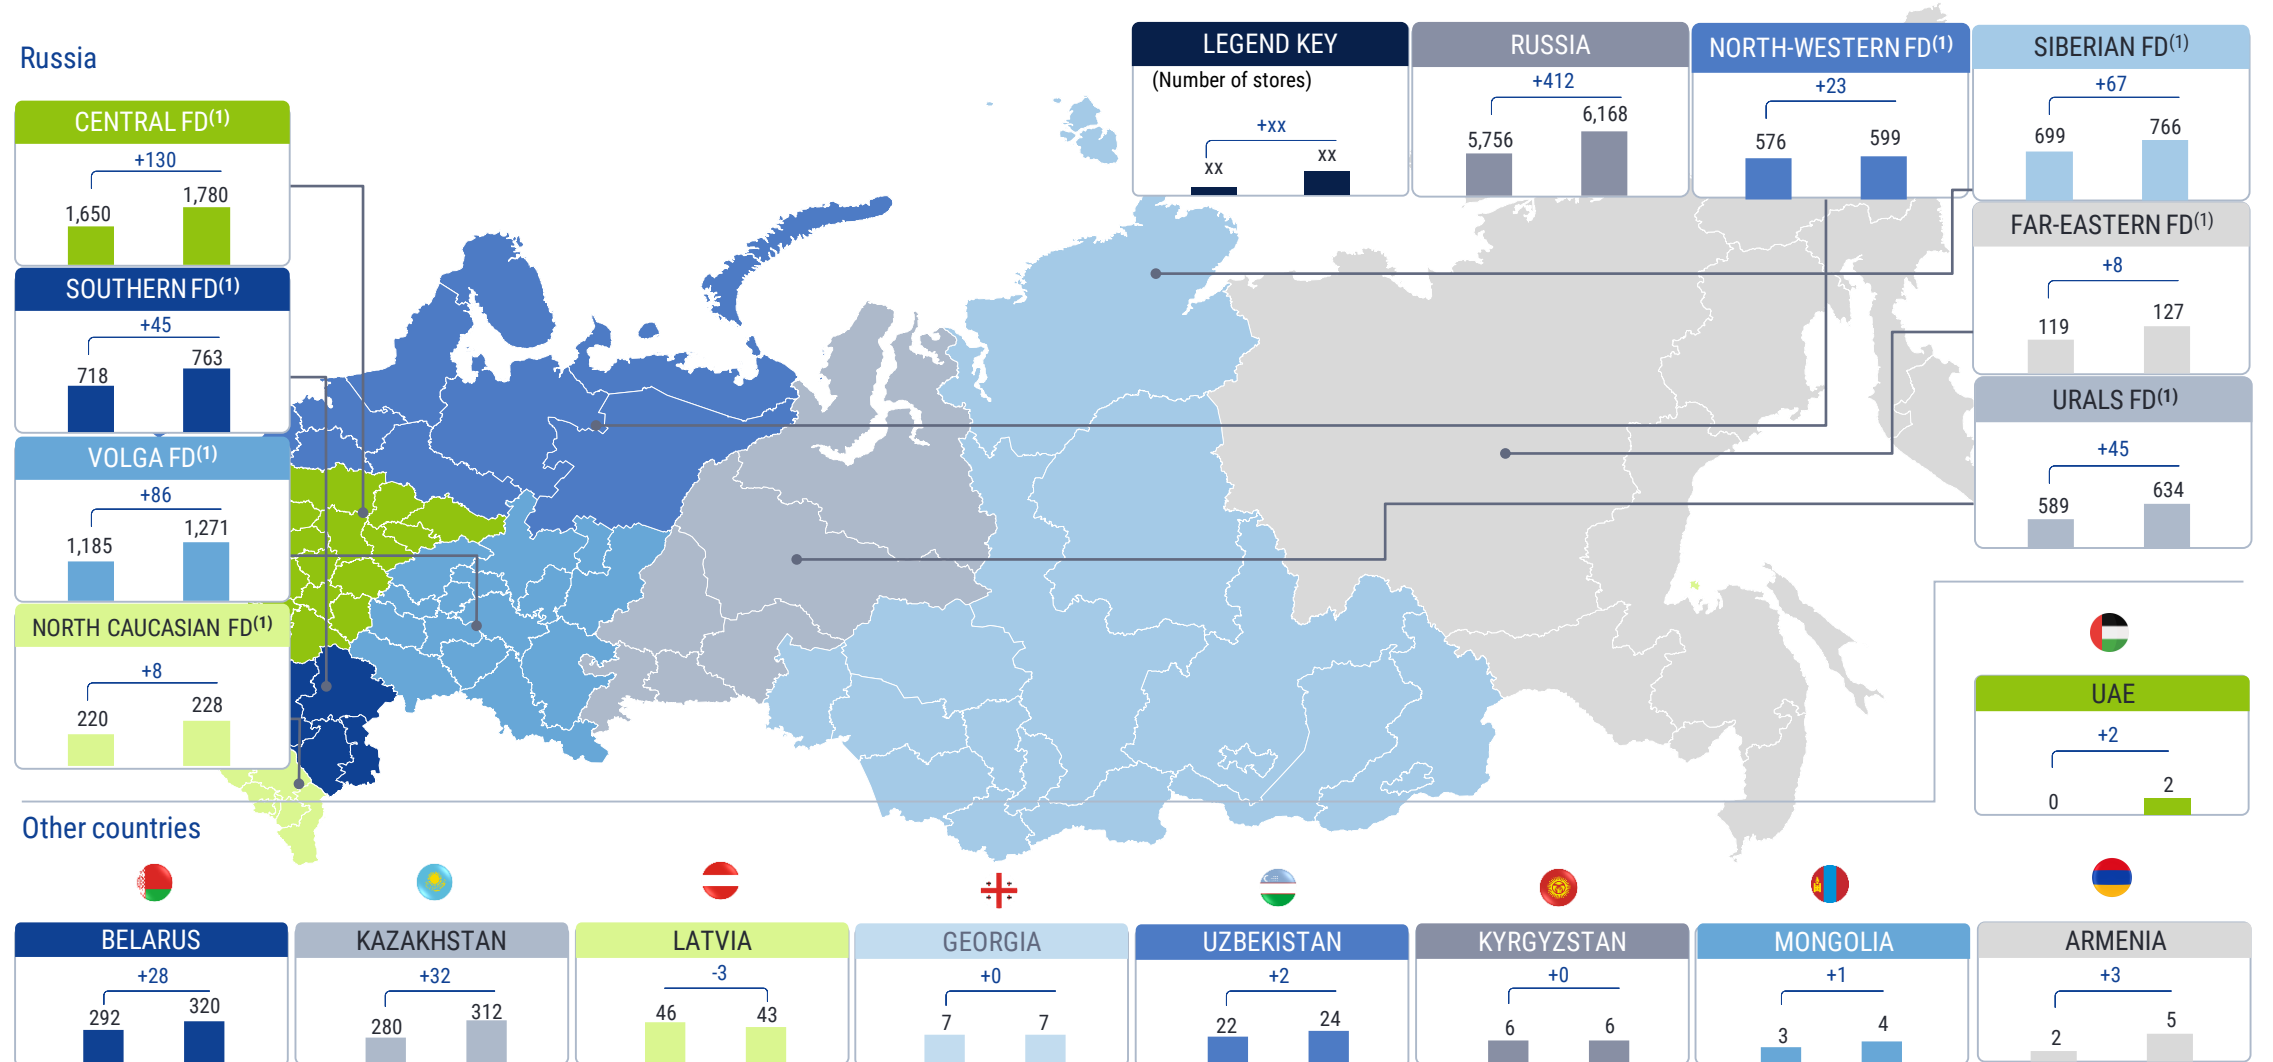 Russia
CENTRAL FD(1)
+130
1,650
1,780
SOUTHERN FD(1)
+45
718
763
VOLGA FD(1)
+86
1,185
1,271
NORTH CAUCASIAN FD(1)
+8
220
228
LEGEND KEY
(Number of stores)
+xx
xx
xx
RUSSIA
+412
5,756
6,168
NORTH-WESTERN FD(1)
+23
576
599
SIBERIAN FD(1)
+67
699
766
FAR-EASTERN FD(1)
+8
119
127
URALS FD(1)
+45
589
634
UAE
+2
0
2
Other countries
BELARUS
+28
292
320
KAZAKHSTAN
+32
280
312
LATVIA
-3
46
43
GEORGIA
+0
7
7
UZBEKISTAN
+2
22
24
KYRGYZSTAN
+0
6
6
MONGOLIA
+1
3
4
ARMENIA
+3
2
5